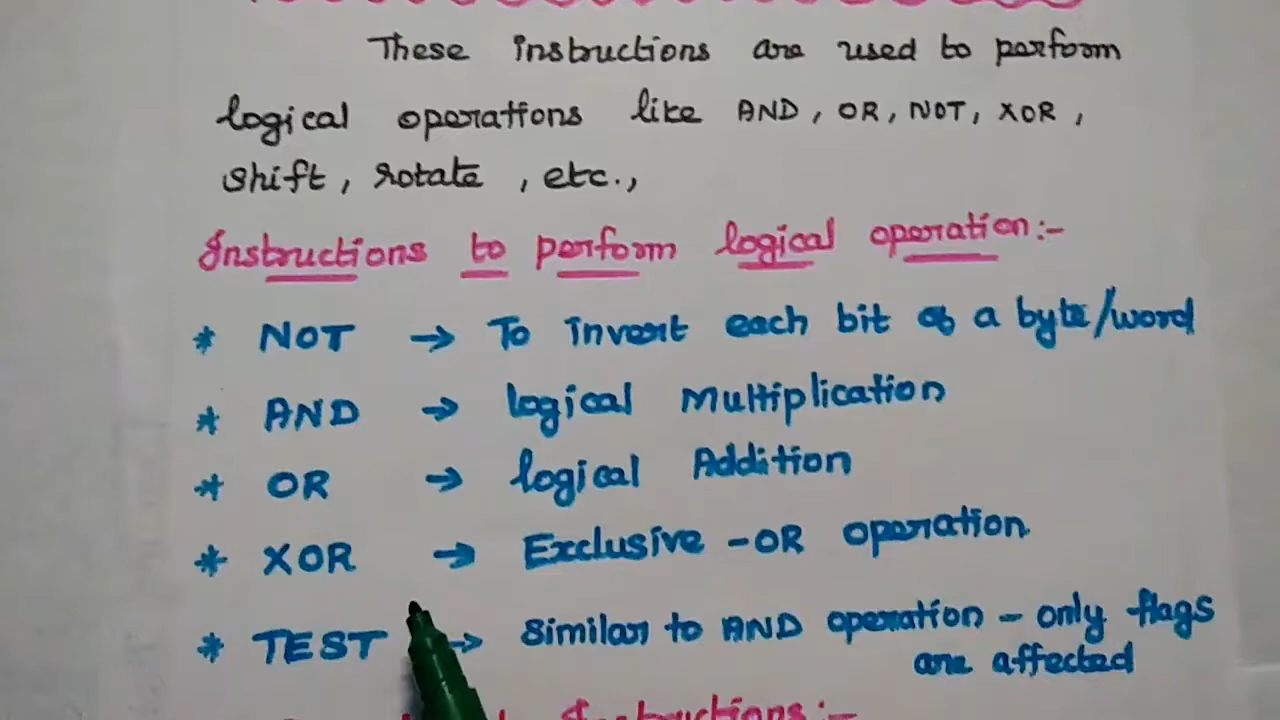 These instructions are used to perform
logical operations like AND, OR, NOT, XOR,
shift, rotate, etc.,
Instructions to perform logical operation:-
* NOT → To invert each bit of a byte/word
* AND → logical Multiplication
* OR → logical Addition
* XOR → Exclusive -OR operation
* TEST → Similar to AND operation - only flags
are affected
Instructions:-